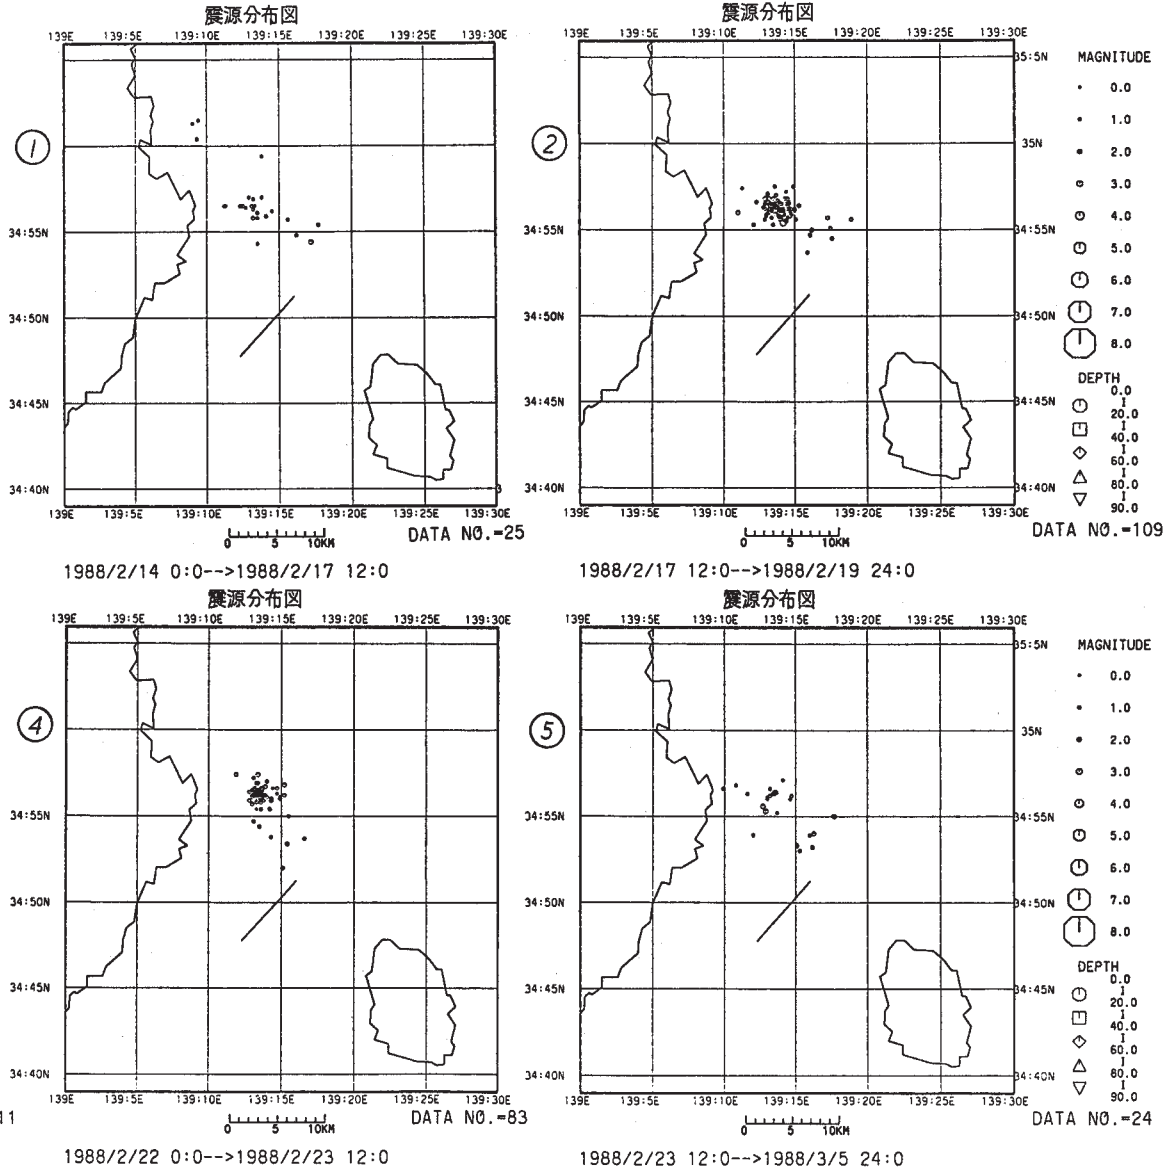 震源分布図
139E 139:5E 139:10E 139:15E 139:20E 139:25E 139:30E
①
34:55N
34:50N
34:45N
34:40N
139E 139:5E 139:10E 139:15E 139:20E 139:25E 139:30E
0 5 10KM
DATA NO.=25
1988/2/14 0:0-->1988/2/17 12:0
震源分布図
139E 139:5E 139:10E 139:15E 139:20E 139:25E 139:30E
②
35:5N
35N
34:55N
34:50N
34:45N
34:40N
139E 139:5E 139:10E 139:15E 139:20E 139:25E 139:30E
0 5 10KM
DATA NO.=109
1988/2/17 12:0-->1988/2/19 24:0
MAGNITUDE
0.0
1.0
2.0
3.0
4.0
5.0
6.0
7.0
8.0
DEPTH
0.0
I
20.0
I
40.0
I
60.0
I
80.0
I
90.0
震源分布図
139E 139:5E 139:10E 139:15E 139:20E 139:25E 139:30E
④
34:55N
34:50N
34:45N
34:40N
139E 139:5E 139:10E 139:15E 139:20E 139:25E 139:30E
11
0 5 10KM
DATA NO.=83
1988/2/22 0:0-->1988/2/23 12:0
震源分布図
139E 139:5E 139:10E 139:15E 139:20E 139:25E 139:30E
⑤
35:5N
35N
34:55N
34:50N
34:45N
34:40N
139E 139:5E 139:10E 139:15E 139:20E 139:25E 139:30E
0 5 10KM
DATA NO.=24
1988/2/23 12:0-->1988/3/5 24:0
MAGNITUDE
0.0
1.0
2.0
3.0
4.0
5.0
6.0
7.0
8.0
DEPTH
0.0
I
20.0
I
40.0
I
60.0
I
80.0
I
90.0